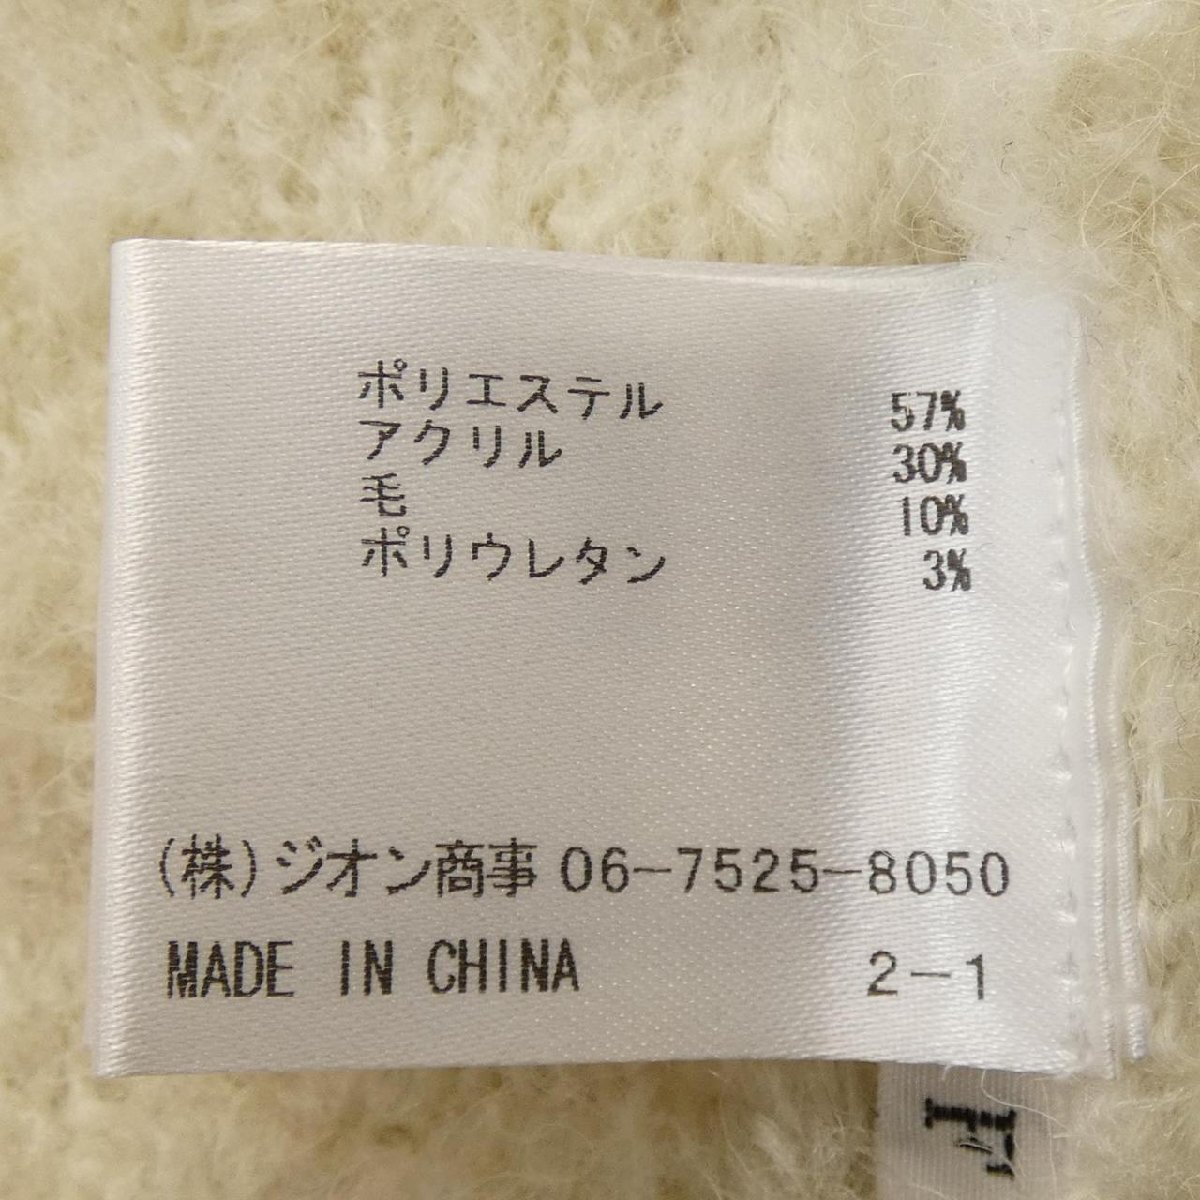 ポリエステル 57%
アクリル 30%
毛 10%
ポリウレタン 3%
(株)ジオン商事 06-7525-8050
MADE IN CHINA 2-1
F